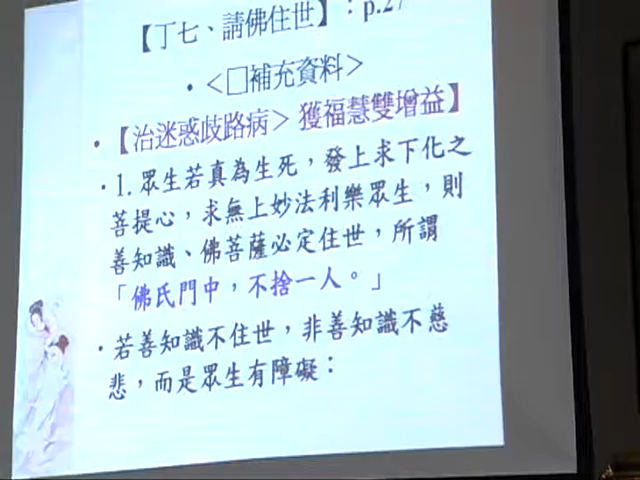 【丁七、請佛住世】：p.27
• <□補充資料>
• 【治迷惑歧路病> 獲福慧雙增益】
• 1. 眾生若真為生死，發上求下化之
菩提心，求無上妙法利樂眾生，則
善知識、佛菩薩必定住世，所謂
「佛氏門中，不捨一人。」
• 若善知識不住世，非善知識不慈
悲，而是眾生有障礙：